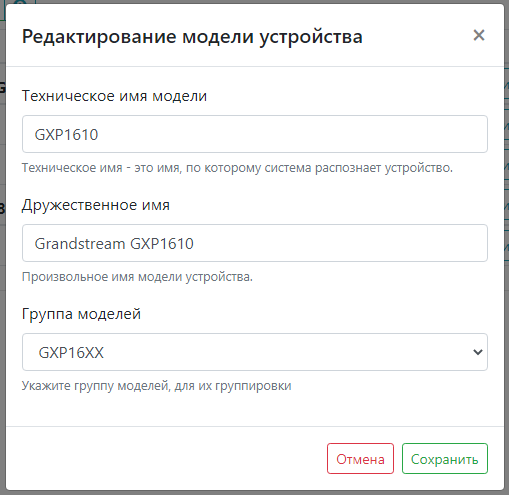 Редактирование модели устройства
×
Техническое имя модели
GXP1610
Техническое имя - это имя, по которому система распознает устройство.
Дружественное имя
Grandstream GXP1610
Произвольное имя модели устройства.
Группа моделей
GXP16XX
Укажите группу моделей, для их группировки
Отмена Сохранить